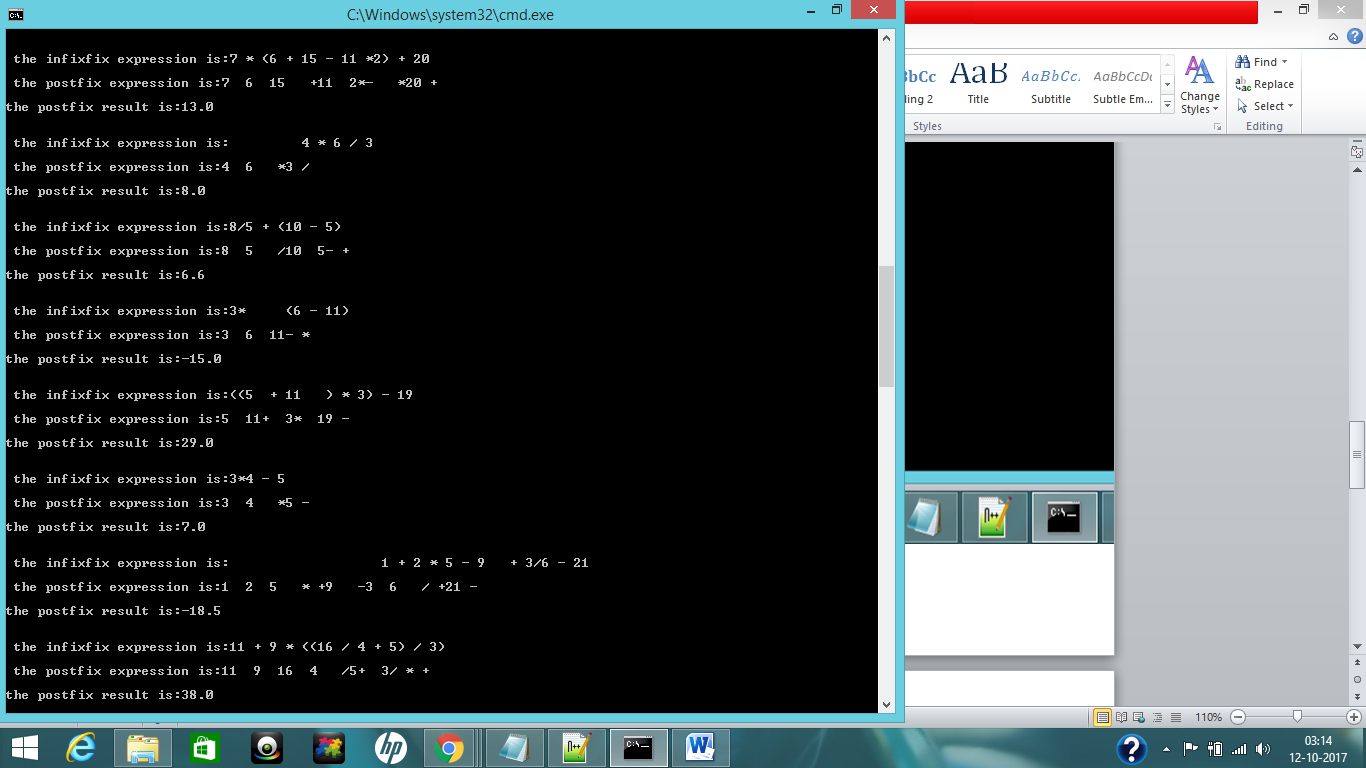 C:\Windows\system32\cmd.exe
the infixfix expression is:7 * (6 + 15 - 11 *2) + 20
the postfix expression is:7  6  15   +11  2*-   *20 +
the postfix result is:13.0
the infixfix expression is:         4 * 6 / 3
the postfix expression is:4  6   *3 /
the postfix result is:8.0
the infixfix expression is:8/5 + (10 - 5)
the postfix expression is:8  5   /10  5- +
the postfix result is:6.6
the infixfix expression is:3*     (6 - 11)
the postfix expression is:3  6  11- *
the postfix result is:-15.0
the infixfix expression is:((5  + 11   ) * 3) - 19
the postfix expression is:5  11+  3*  19 -
the postfix result is:29.0
the infixfix expression is:3*4 - 5
the postfix expression is:3  4   *5 -
the postfix result is:7.0
the infixfix expression is:                   1 + 2 * 5 - 9   + 3/6 - 21
the postfix expression is:1  2  5   * +9   -3  6   / +21 -
the postfix result is:-18.5
the infixfix expression is:11 + 9 * ((16 / 4 + 5) / 3)
the postfix expression is:11  9  16  4   /5+  3/ * +
the postfix result is:38.0
bCc AaB AaBbCc. AaBbCcDc
ing 2 Title Subtitle Subtle Em...
Change
Styles
Styles
Find
Replace
Select
Editing
C:\_
110%
hp
C:\_
W
?
03:14
12-10-2017